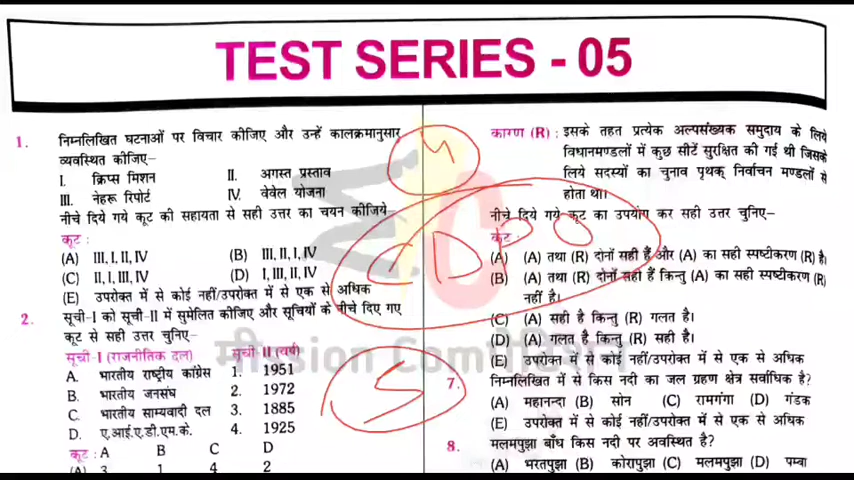 TEST SERIES - 05
1. निम्नलिखित घटनाओं पर विचार कीजिए और उन्हें कालक्रमानुसार
व्यवस्थित कीजिए–
I. क्रिप्स मिशन II. अगस्त प्रस्ताव
III. नेहरू रिपोर्ट IV. वेवेल योजना
नीचे दिये गये कूट की सहायता से सही उत्तर का चयन कीजिये
कूट :
(A) III, I, II, IV (B) III, II, I, IV
(C) II, I, III, IV (D) I, III, II, IV
(E) उपरोक्त में से कोई नहीं/उपरोक्त में से एक से अधिक
2. सूची-I को सूची-II में सुमेलित कीजिए और सूचियों के नीचे दिए गए
कूट से सही उत्तर चुनिए–
सूची-I (राजनीतिक दल) सूची-II (वर्ष)
A. भारतीय राष्ट्रीय कांग्रेस 1. 1951
B. भारतीय जनसंघ 2. 1972
C. भारतीय साम्यवादी दल 3. 1885
D. ए.आई.ए.डी.एम.के. 4. 1925
कूट : A B C D
(A) 3 1 4 2
कारण (R) : इसके तहत प्रत्येक अल्पसंख्यक समुदाय के लिये
विधानमण्डलों में कुछ सीटें सुरक्षित की गई थी जिसके
लिये सदस्यों का चुनाव पृथक् निर्वाचन मण्डलों से
होता था।
नीचे दिये गये कूट का उपयोग कर सही उत्तर चुनिए–
कूट :
(A) (A) तथा (R) दोनों सही हैं और (A) का सही स्पष्टीकरण (R) है।
(B) (A) तथा (R) दोनों सही हैं किन्तु (A) का सही स्पष्टीकरण (R)
नहीं है।
(C) (A) सही है किन्तु (R) गलत है।
(D) (A) गलत है किन्तु (R) सही है।
(E) उपरोक्त में से कोई नहीं/उपरोक्त में से एक से अधिक
7. निम्नलिखित में से किस नदी का जल ग्रहण क्षेत्र सर्वाधिक है?
(A) महानन्दा (B) सोन (C) रामगंगा (D) गंडक
(E) उपरोक्त में से कोई नहीं/उपरोक्त में से एक से अधिक
8. मलमपुझा बाँध किस नदी पर अवस्थित है?
(A) भरतपुझा (B) कोरापुझा (C) मलमपुझा (D) पम्बा
CDPO
5